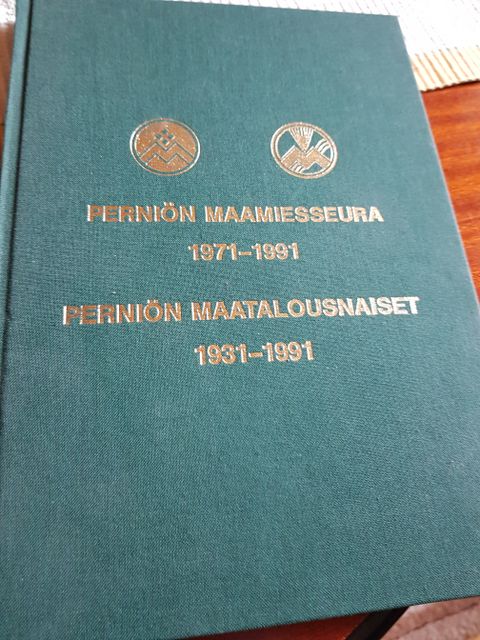 PERNIÖN MAAMIESSEURA
1971–1991
PERNIÖN MAATALOUSNAISET
1931–1991